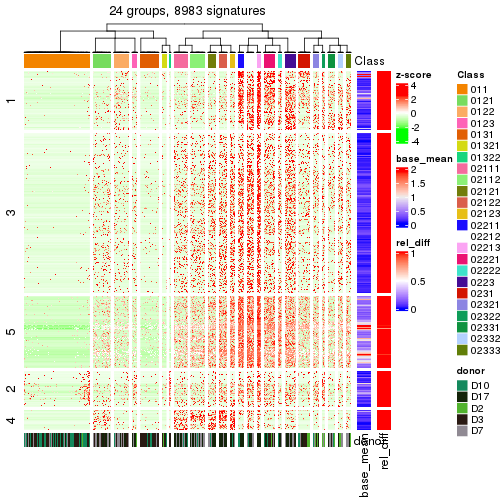 24 groups, 8983 signatures
Class
1
3
5
2
4
donor
base_mean
rel_diff
z-score
4
2
0
-2
-4
base_mean
2
1.5
1
0.5
0
rel_diff
1
0.5
0
Class
011
0121
0122
0123
0131
01321
01322
02111
02112
02121
02122
02123
02211
02212
02213
02221
02222
0223
0231
02321
02322
02331
02332
02333
donor
D10
D17
D2
D3
D7